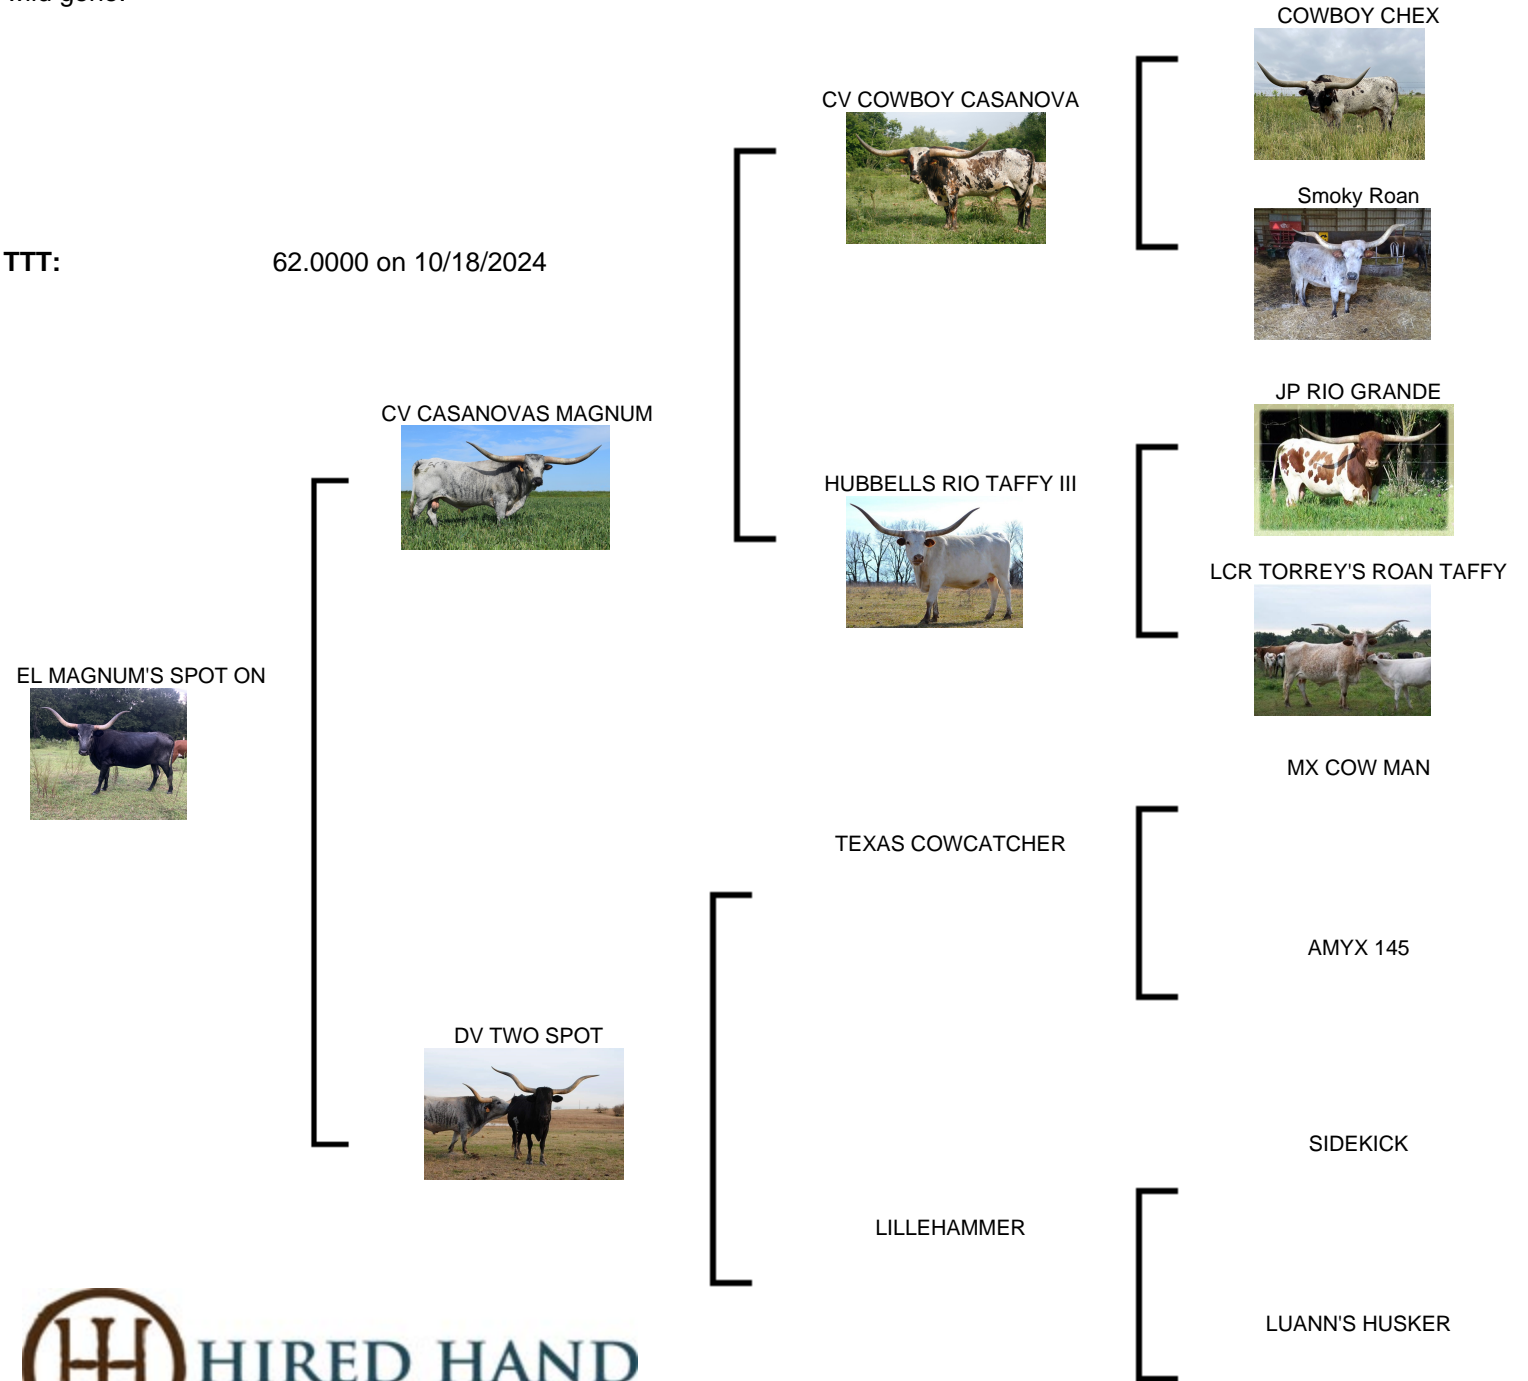 COWBOY CHEX
CV COWBOY CASANOVA
Smoky Roan
TTT: 62.0000 on 10/18/2024
JP RIO GRANDE
CV CASANOVAS MAGNUM
HUBBELLS RIO TAFFY III
LCR TORREY'S ROAN TAFFY
EL MAGNUM'S SPOT ON
MX COW MAN
TEXAS COWCATCHER
AMYX 145
DV TWO SPOT
SIDEKICK
LILLEHAMMER
LUANN'S HUSKER
HIRED HAND